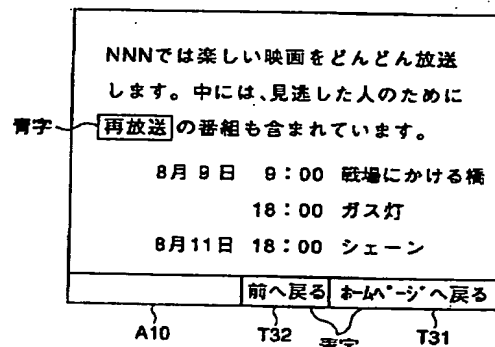 NNNでは楽しい映画をどんどん放送
します。中には、見逃した人のために
青字 再放送 の番組も含まれています。
8月9日 9:00 戦場にかける橋
18:00 ガス灯
8月11日 18:00 シェーン
前へ戻る ホームページへ戻る
A10 T32 青字 T31